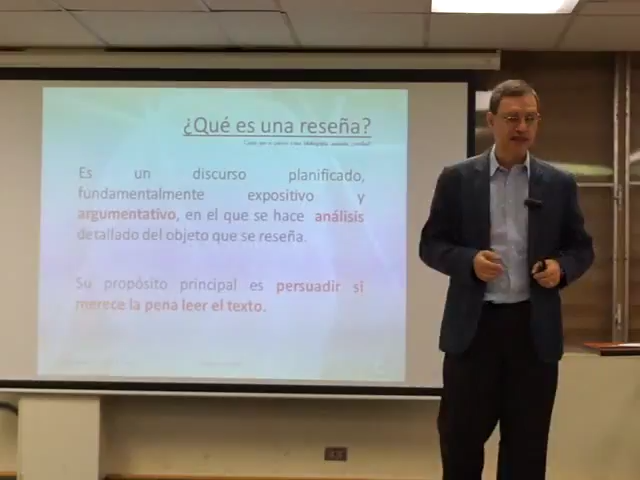 ¿Qué es una reseña?
Es un discurso planificado,
fundamentalmente expositivo y
argumentativo, en el que se hace análisis
detallado del objeto que se reseña.
Su propósito principal es persuadir si
merece la pena leer el texto.